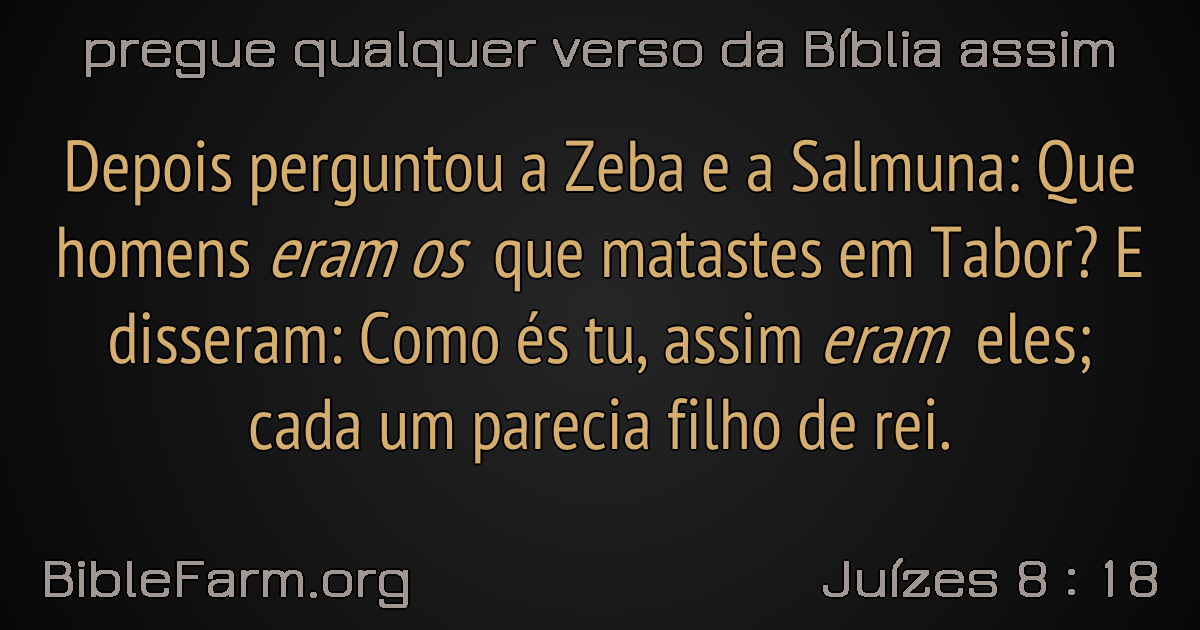 pregue qualquer verso da Bíblia assim
Depois perguntou a Zeba e a Salmuna: Que
homens eram os que matastes em Tabor? E
disseram: Como és tu, assim eram eles;
cada um parecia filho de rei.
BibleFarm.org
Juízes 8 : 18